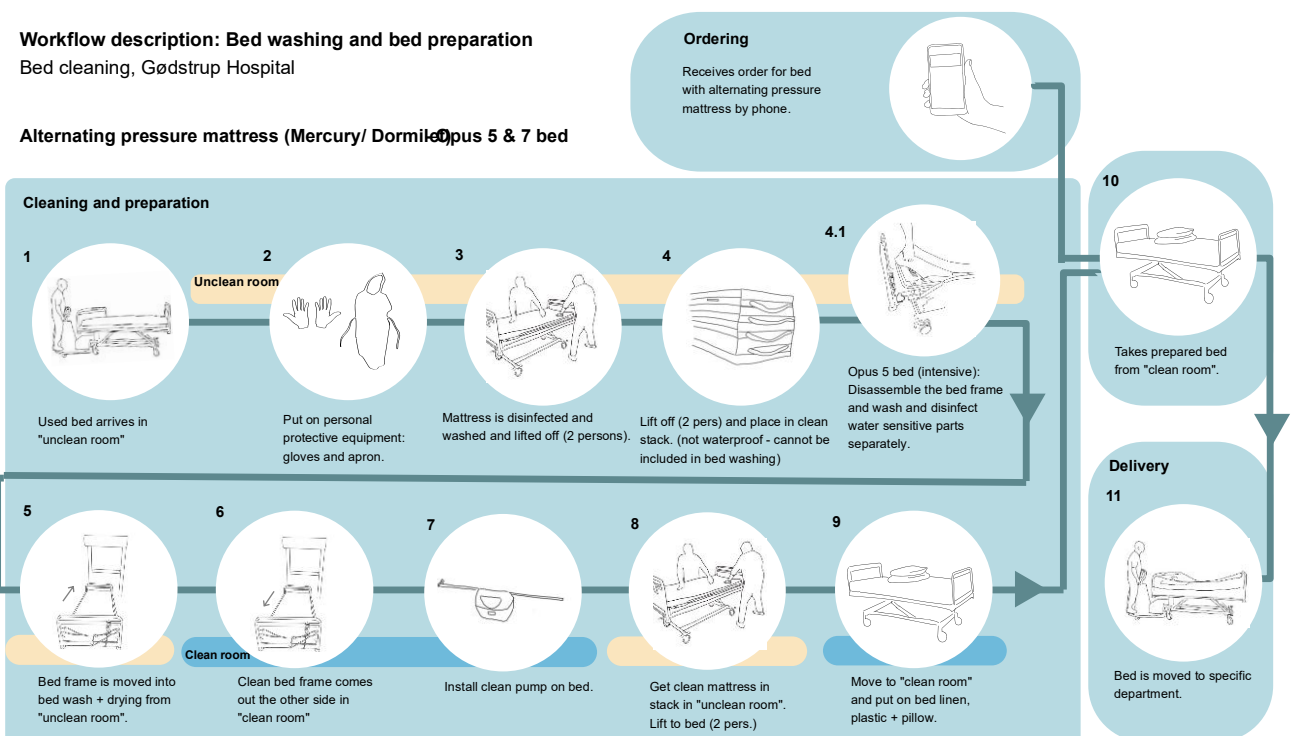 Workflow description: Bed washing and bed preparation
Bed cleaning, Gødstrup Hospital
Alternating pressure mattress (Mercury/ Dormilet) - Opus 5 & 7 bed
Ordering
Receives order for bed
with alternating pressure
mattress by phone.
Cleaning and preparation
Unclean room
1
Used bed arrives in
"unclean room"
2
Put on personal
protective equipment:
gloves and apron.
3
Mattress is disinfected and
washed and lifted off (2 persons).
4
Lift off (2 pers) and place in clean
stack. (not waterproof - cannot be
included in bed washing)
4.1
Opus 5 bed (intensive):
Disassemble the bed frame
and wash and disinfect
water sensitive parts
separately.
5
Bed frame is moved into
bed wash + drying from
"unclean room".
Clean room
6
Clean bed frame comes
out the other side in
"clean room"
7
Install clean pump on bed.
8
Get clean mattress in
stack in "unclean room".
Lift to bed (2 pers.)
9
Move to "clean room"
and put on bed linen,
plastic + pillow.
10
Takes prepared bed
from "clean room".
Delivery
11
Bed is moved to specific
department.